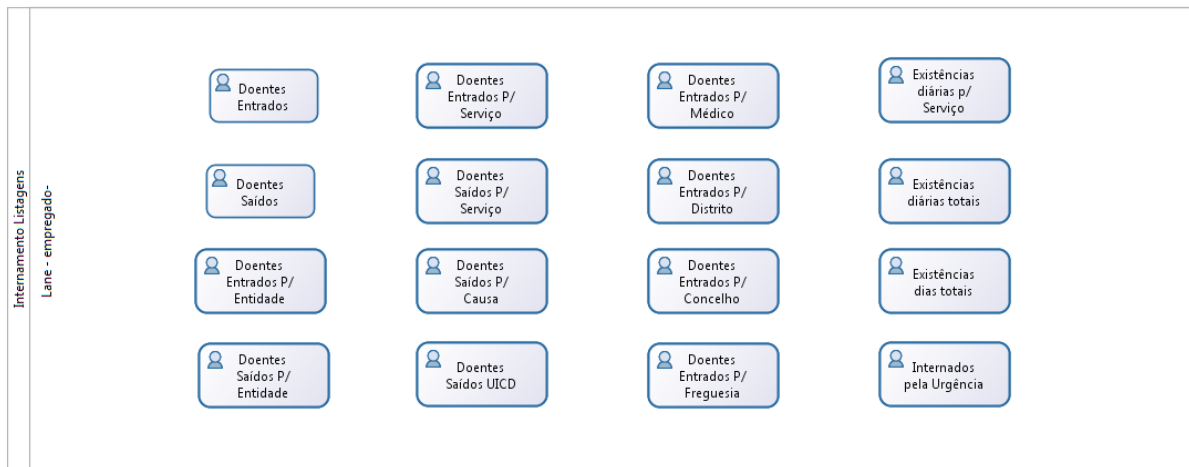 Internamento Listagens
Lane - empregado-
Doentes
Entrados
Doentes
Entrados P/
Serviço
Doentes
Entrados P/
Médico
Existências
diárias p/
Serviço
Doentes
Saídos
Doentes
Saídos P/
Serviço
Doentes
Entrados P/
Distrito
Existências
diárias totais
Doentes
Entrados P/
Entidade
Doentes
Saídos P/
Causa
Doentes
Entrados P/
Concelho
Existências
dias totais
Doentes
Saídos P/
Entidade
Doentes
Saídos UICD
Doentes
Entrados P/
Freguesia
Internados
pela Urgência